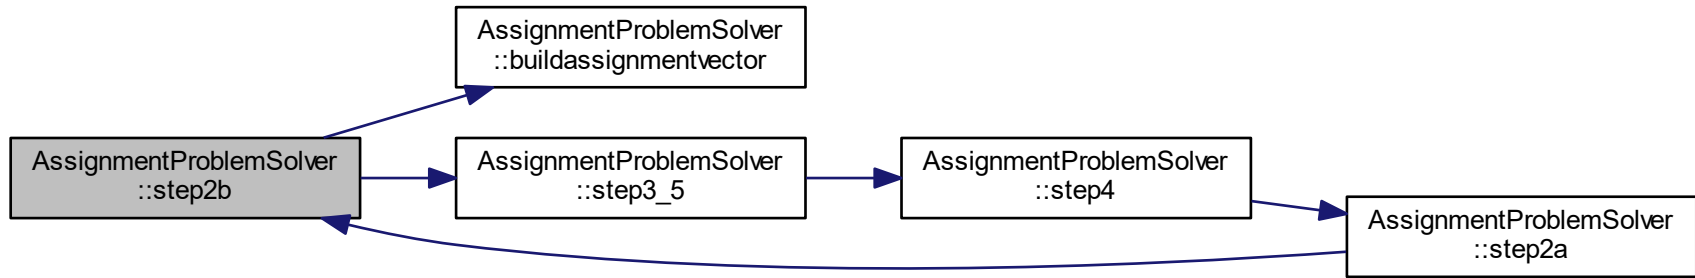 AssignmentProblemSolver
::buildassignmentvector
AssignmentProblemSolver
::step2b
AssignmentProblemSolver
::step3_5
AssignmentProblemSolver
::step4
AssignmentProblemSolver
::step2a